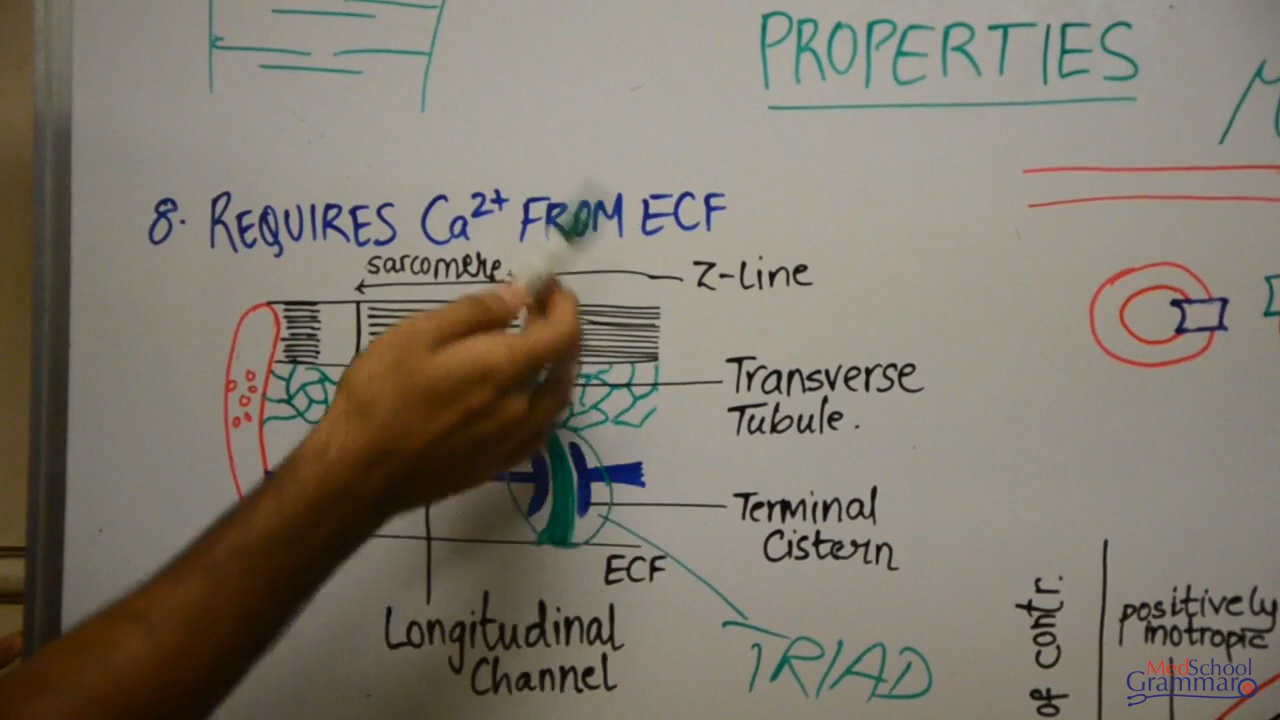 PROPERTIES
8. REQUIRES Ca2+ FROM ECF
sarcomere
Z-line
Transverse
Tubule.
Terminal
Cistern
ECF
Longitudinal
Channel
TRIAD
of contr.
positively
inotropic
MedSchool
Grammar